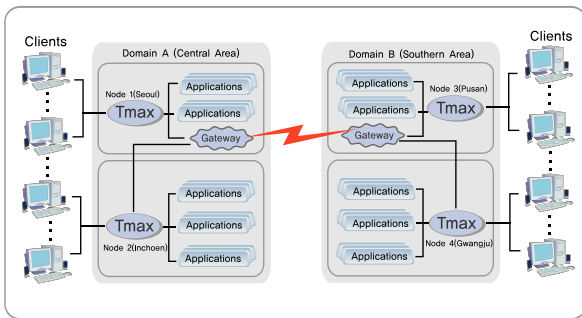 Clients
Domain A (Central Area)
Node 1(Seoul)
Tmax
Applications
Applications
Gateway
Tmax
Node 2(Inchoen)
Applications
Applications
Applications
Domain B (Southern Area)
Clients
Applications
Applications
Gateway
Node 3(Pusan)
Tmax
Applications
Applications
Applications
Tmax
Node 4(Gwangju)